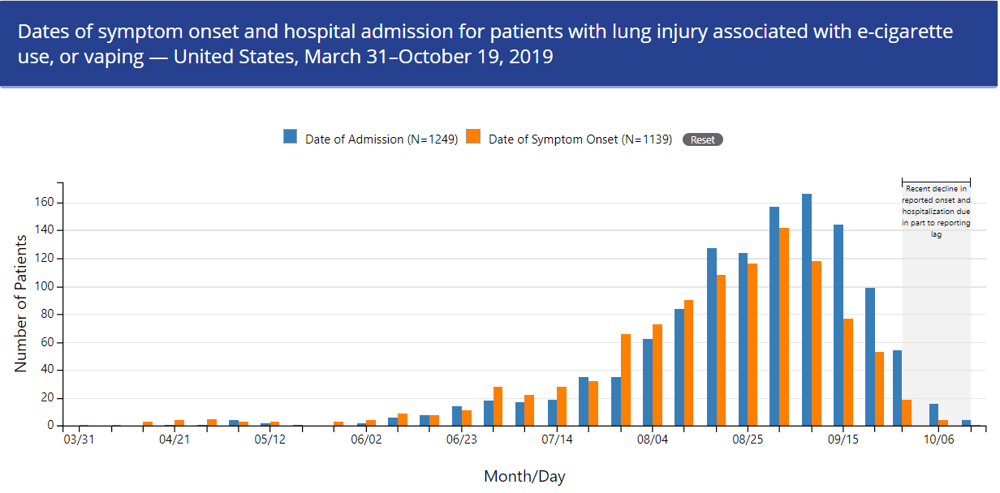 Dates of symptom onset and hospital admission for patients with lung injury associated with e-cigarette
use, or vaping — United States, March 31–October 19, 2019
Date of Admission (N=1249) Date of Symptom Onset (N=1139) Reset
Recent decline in
reported onset and
hospitalization due
in part to reporting
lag
160
140
120
100
80
60
40
20
0
Number of Patients
03/31 04/21 05/12 06/02 06/23 07/14 08/04 08/25 09/15 10/06
Month/Day